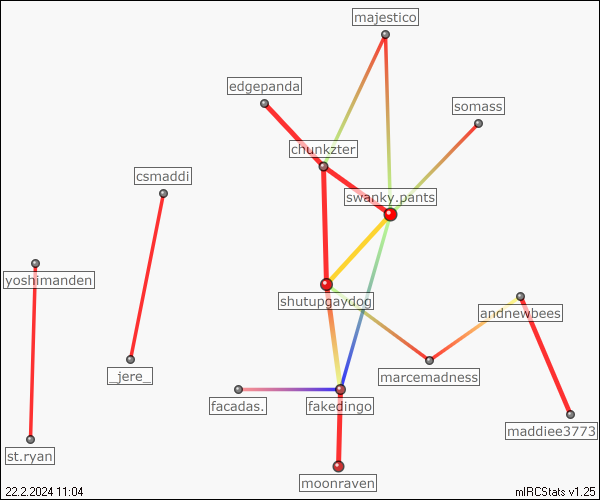 majestico
edgepanda
somass
chunkzter
csmaddi
swanky.pants
yoshimanden
shutupgaydog
andnewbees
_jere_
marcemadness
facadas.
fakedingo
maddiee3773
st.ryan
moonraven
22.2.2024 11:04
mIRCStats v1.25